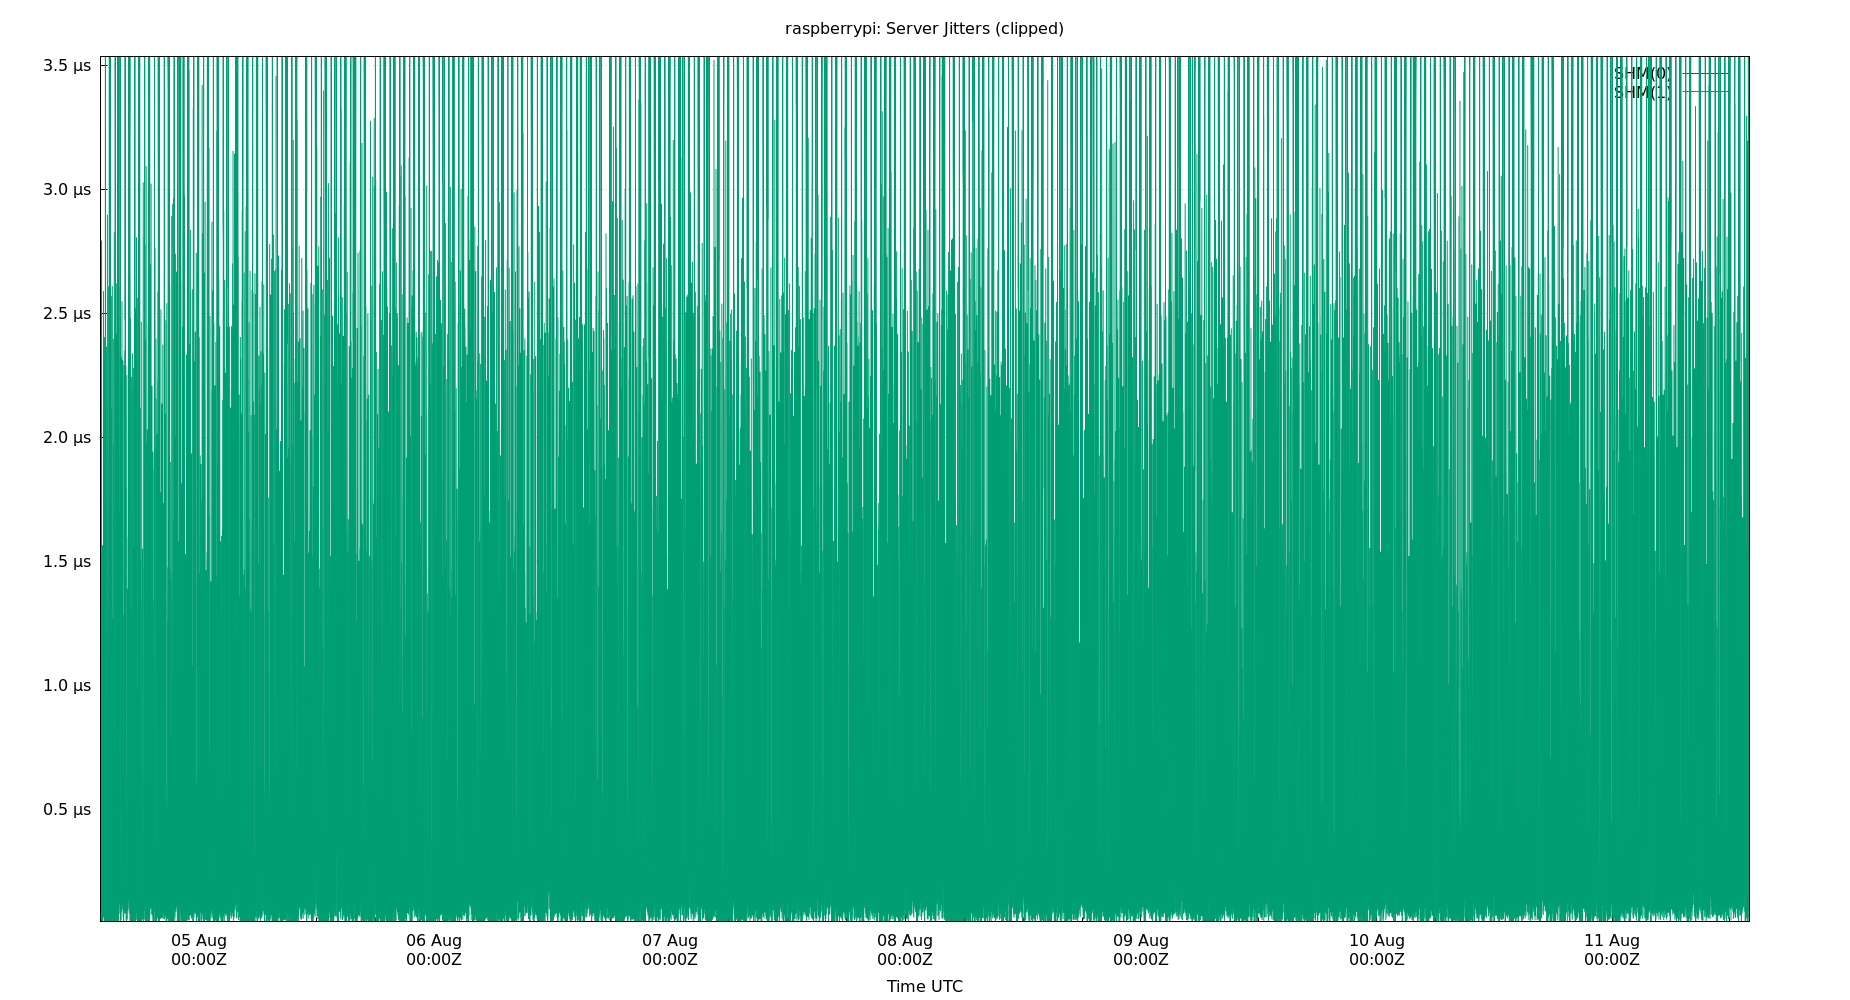 raspberrypi: Server Jitters (clipped)
3.5 µs
3.0 µs
2.5 µs
2.0 µs
1.5 µs
1.0 µs
0.5 µs
SHM(0)
SHM(1)
05 Aug
00:00Z
06 Aug
00:00Z
07 Aug
00:00Z
08 Aug
00:00Z
09 Aug
00:00Z
10 Aug
00:00Z
11 Aug
00:00Z
Time UTC